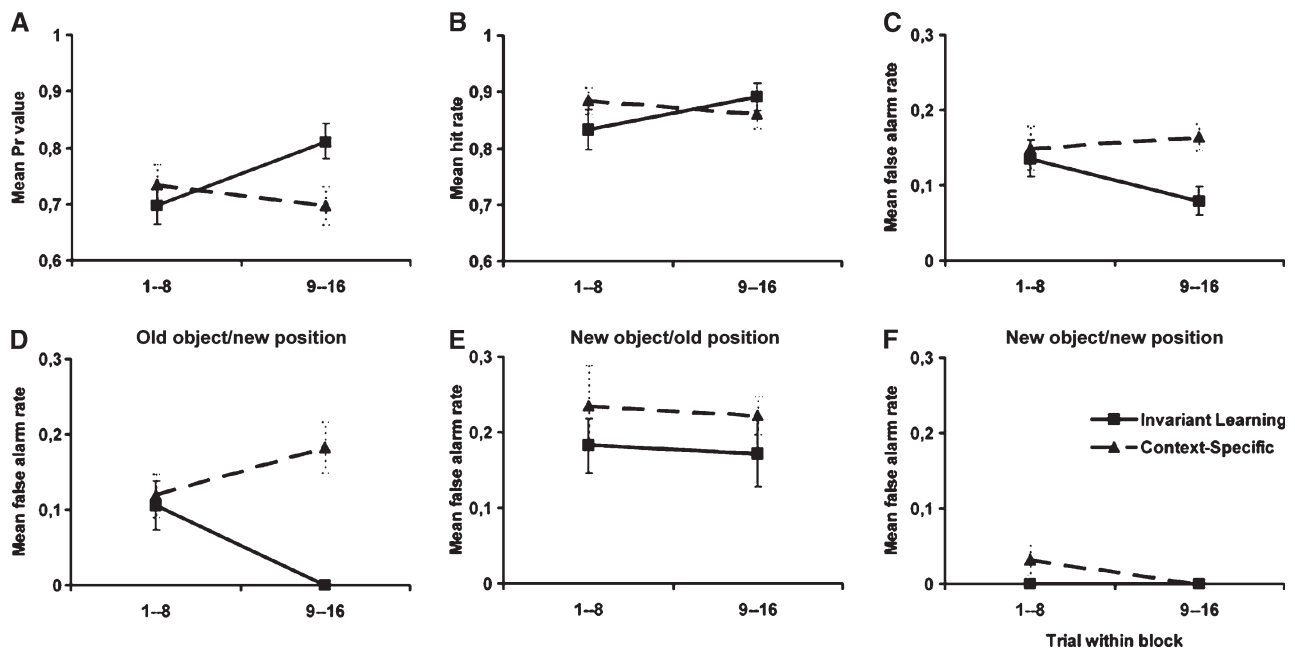 A
Mean Pr value
1
0,9
0,8
0,7
0,6
1--8
9–16
B
Mean hit rate
1
0,9
0,8
0,7
0,6
1--8
9–16
C
Mean false alarm rate
0,3
0,2
0,1
0
1--8
9–16
D
Old object/new position
Mean false alarm rate
0,3
0,2
0,1
0
1--8
9–16
E
New object/old position
Mean false alarm rate
0,3
0,2
0,1
0
1--8
9–16
F
New object/new position
Mean false alarm rate
0,3
0,2
0,1
0
Invariant Learning
Context-Specific
1--8
9–16
Trial within block